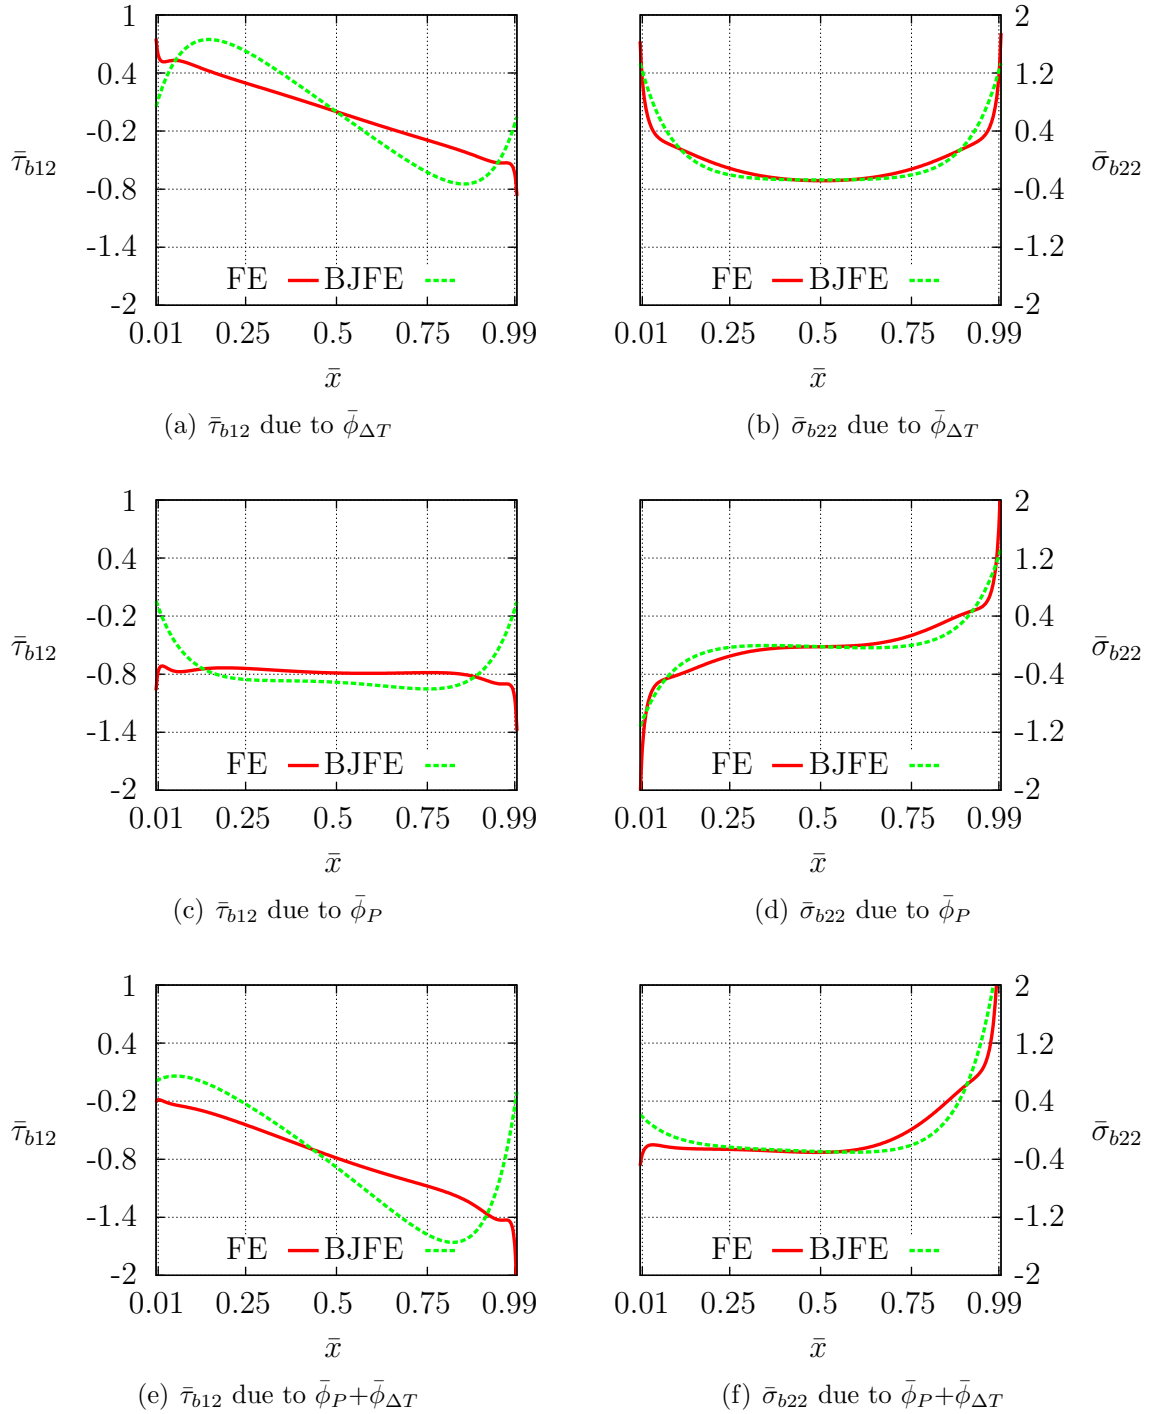 1
0.4
-0.2
-0.8
-1.4
-2
τ̄b12
FE BJFE
0.01 0.25 0.5 0.75 0.99
x̄
(a) τ̄b12 due to ϕ̄ΔT
2
1.2
0.4
-0.4
-1.2
-2
σ̄b22
FE BJFE
0.01 0.25 0.5 0.75 0.99
x̄
(b) σ̄b22 due to ϕ̄ΔT
1
0.4
-0.2
-0.8
-1.4
-2
τ̄b12
FE BJFE
0.01 0.25 0.5 0.75 0.99
x̄
(c) τ̄b12 due to ϕ̄P
2
1.2
0.4
-0.4
-1.2
-2
σ̄b22
FE BJFE
0.01 0.25 0.5 0.75 0.99
x̄
(d) σ̄b22 due to ϕ̄P
1
0.4
-0.2
-0.8
-1.4
-2
τ̄b12
FE BJFE
0.01 0.25 0.5 0.75 0.99
x̄
(e) τ̄b12 due to ϕ̄P+ϕ̄ΔT
2
1.2
0.4
-0.4
-1.2
-2
σ̄b22
FE BJFE
0.01 0.25 0.5 0.75 0.99
x̄
(f) σ̄b22 due to ϕ̄P+ϕ̄ΔT